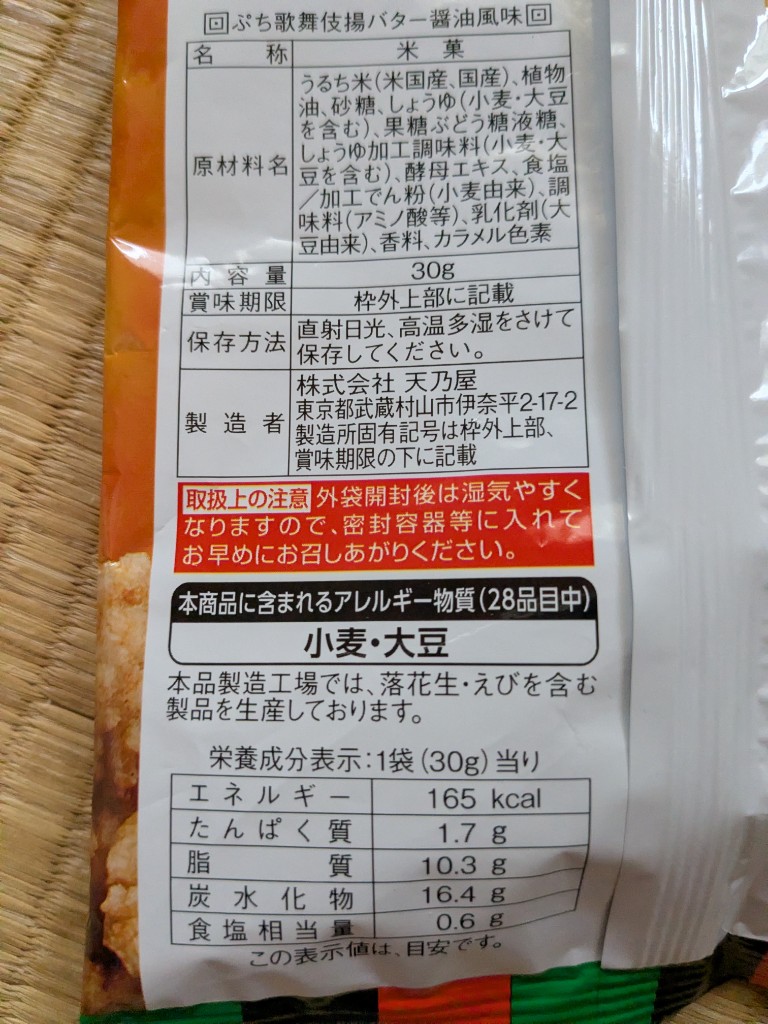 回ぷち歌舞伎揚バター醤油風味回
名称 米菓
原材料名
うるち米(米国産、国産)、植物
油、砂糖、しょうゆ(小麦・大豆
を含む)、果糖ぶどう糖液糖、
しょうゆ加工調味料(小麦・大
豆を含む)、酵母エキス、食塩
/加工でん粉(小麦由来)、調
味料(アミノ酸等)、乳化剤(大
豆由来)、香料、カラメル色素
内容量 30g
賞味期限 枠外上部に記載
保存方法
直射日光、高温多湿をさけて
保存してください。
製造者
株式会社 天乃屋
東京都武蔵村山市伊奈平2-17-2
製造所固有記号は枠外上部、
賞味期限の下に記載
取扱上の注意 外袋開封後は湿気やすく
なりますので、密封容器等に入れて
お早めにお召しあがりください。
本商品に含まれるアレルギー物質(28品目中)
小麦・大豆
本品製造工場では、落花生・えびを含む
製品を生産しております。
栄養成分表示:1袋(30g)当り
エネルギー 165 kcal
たんぱく質 1.7 g
脂質 10.3 g
炭水化物 16.4 g
食塩相当量 0.6 g
この表示値は、目安です。